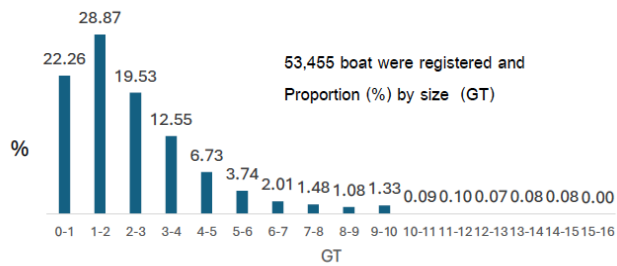 28.87
22.26
19.53
12.55
6.73
3.74
2.01 1.48 1.08 1.33 0.09 0.10 0.07 0.08 0.08 0.00
53,455 boat were registered and
Proportion (%) by size (GT)
%
0-1 1-2 2-3 3-4 4-5 5-6 6-7 7-8 8-9 9-10 10-11 11-12 12-13 13-14 14-15 15-16
GT